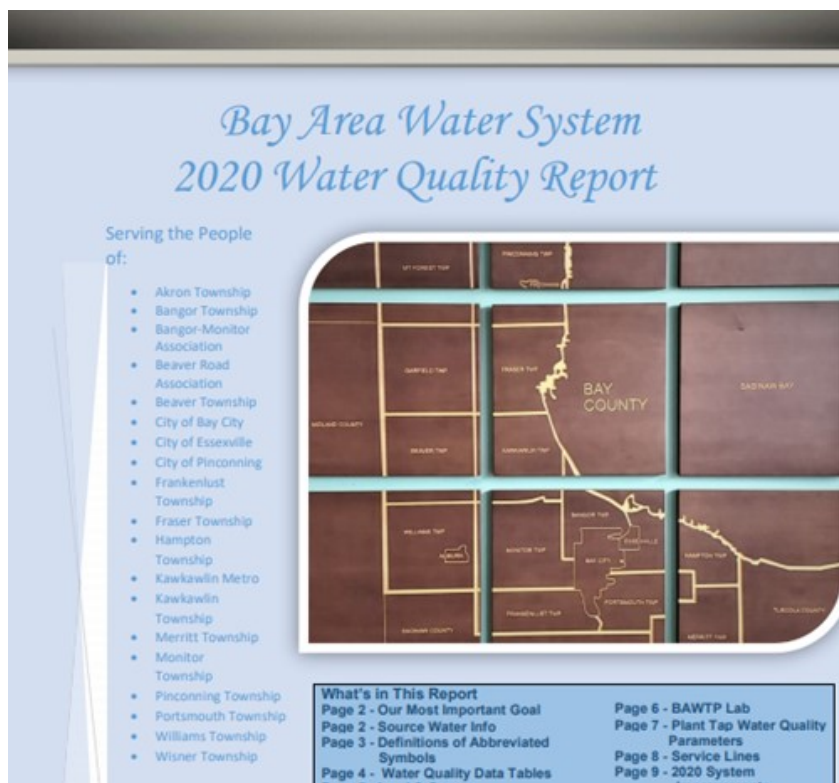 Bay Area Water System
2020 Water Quality Report
Serving the People
of:
• Akron Township
• Bangor Township
• Bangor-Monitor
Association
• Beaver Road
Association
• Beaver Township
• City of Bay City
• City of Essexville
• City of Pinconning
• Frankenlust
Township
• Fraser Township
• Hampton
Township
• Kawkawlin Metro
• Kawkawlin
Township
• Merritt Township
• Monitor
Township
• Pinconning Township
• Portsmouth Township
• Williams Township
• Wisner Township
MT FOREST TWP
PINCONNING TWP
GARFIELD TWP
FRASER TWP
BAY
COUNTY
SAGINAW BAY
MIDLAND COUNTY
BEAVER TWP
KAWKAWLIN TWP
BANGOR TWP
WILLIAMS TWP
AUBURN
MONITOR TWP
BAY CITY
HAMPTON TWP
FRANKENLUST TWP
PORTSMOUTH TWP
TUSCOLA COUNTY
SAGINAW COUNTY
MERRITT TWP
What's in This Report
Page 2 - Our Most Important Goal
Page 2 - Source Water Info
Page 3 - Definitions of Abbreviated
Symbols
Page 4 - Water Quality Data Tables
Page 6 - BAWTP Lab
Page 7 - Plant Tap Water Quality
Parameters
Page 8 - Service Lines
Page 9 - 2020 System